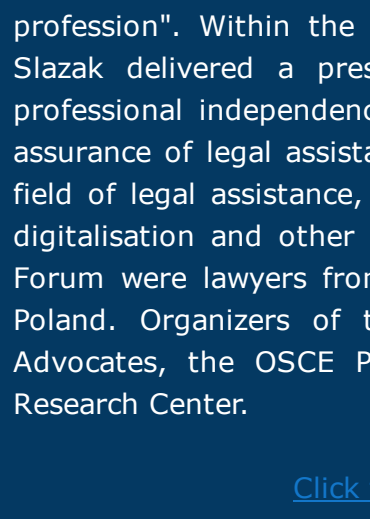 profession". Within the
Slazak delivered a pres
professional independenc
assurance of legal assista
field of legal assistance,
digitalisation and other
Forum were lawyers from
Poland. Organizers of t
Advocates, the OSCE P
Research Center.
Click